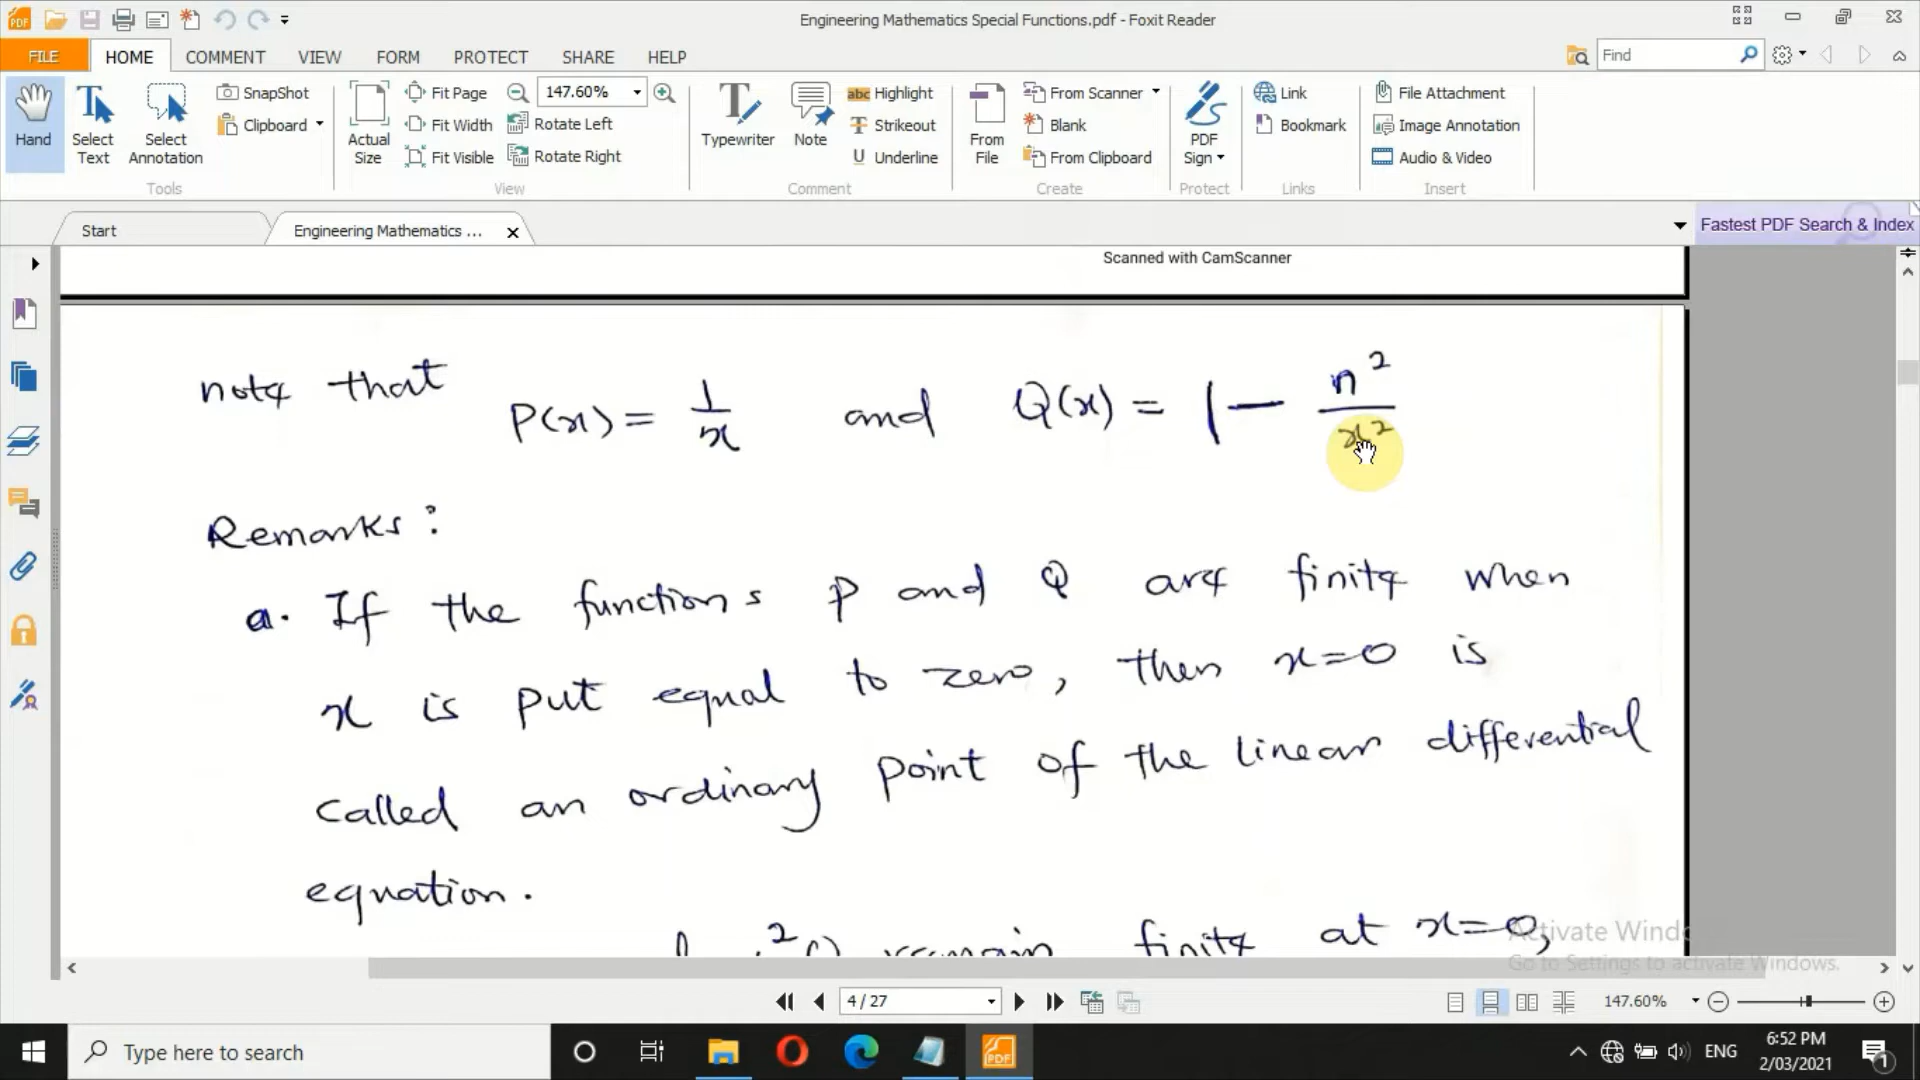 Engineering Mathematics Special Functions.pdf - Foxit Reader
FILE HOME COMMENT VIEW FORM PROTECT SHARE HELP
Find
Hand
Select Text
Select Annotation
SnapShot
Clipboard
Tools
Actual Size
Fit Page
Fit Width
Fit Visible
147.60%
Rotate Left
Rotate Right
View
Typewriter
Note
Highlight
Strikeout
Underline
Comment
From File
From Scanner
Blank
From Clipboard
Create
PDF Sign
Protect
Link
Bookmark
Links
File Attachment
Image Annotation
Audio & Video
Insert
Start
Engineering Mathematics ...
Fastest PDF Search & Index
Scanned with CamScanner
note that P(x) = 1/x and Q(x) = 1 - n²/x²
Remarks:
a. If the functions P and Q are finite when
x is put equal to zero, then x=0 is
called an ordinary point of the linear differential
equation.
remain finite at x=0,
Activate Windo
Go to Settings to activate Windows.
4 / 27
147.60%
Type here to search
ENG
6:52 PM
2/03/2021
1